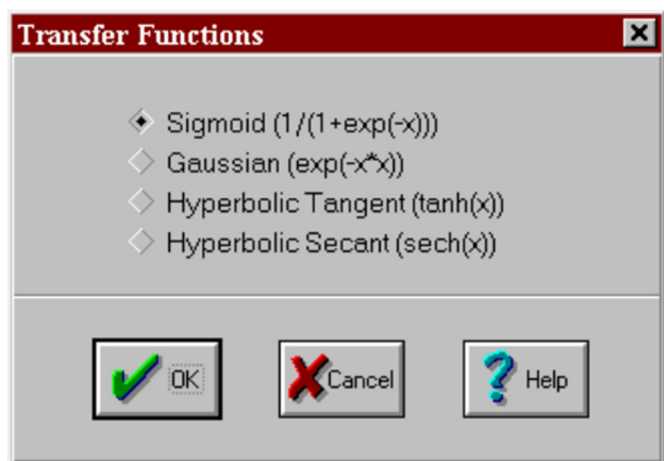 Transfer Functions
Sigmoid (1/(1+exp(-x)))
Gaussian (exp(-x*x))
Hyperbolic Tangent (tanh(x))
Hyperbolic Secant (sech(x))
OK Cancel Help